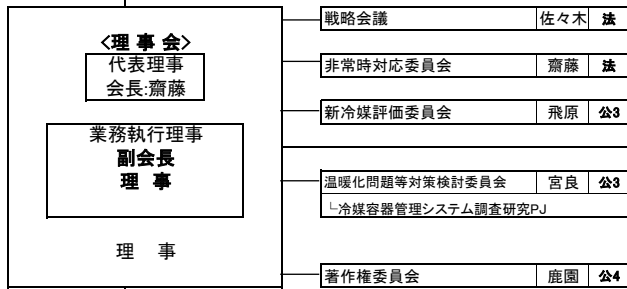 <理 事 会>
代表理事
会長:齋藤
業務執行理事
副会長
理 事
理 事
戦略会議 佐々木 法
非常時対応委員会 齋藤 法
新冷媒評価委員会 飛原 公3
温暖化問題等対策検討委員会 宮良 公3
└冷媒容器管理システム調査研究PJ
著作権委員会 鹿園 公4